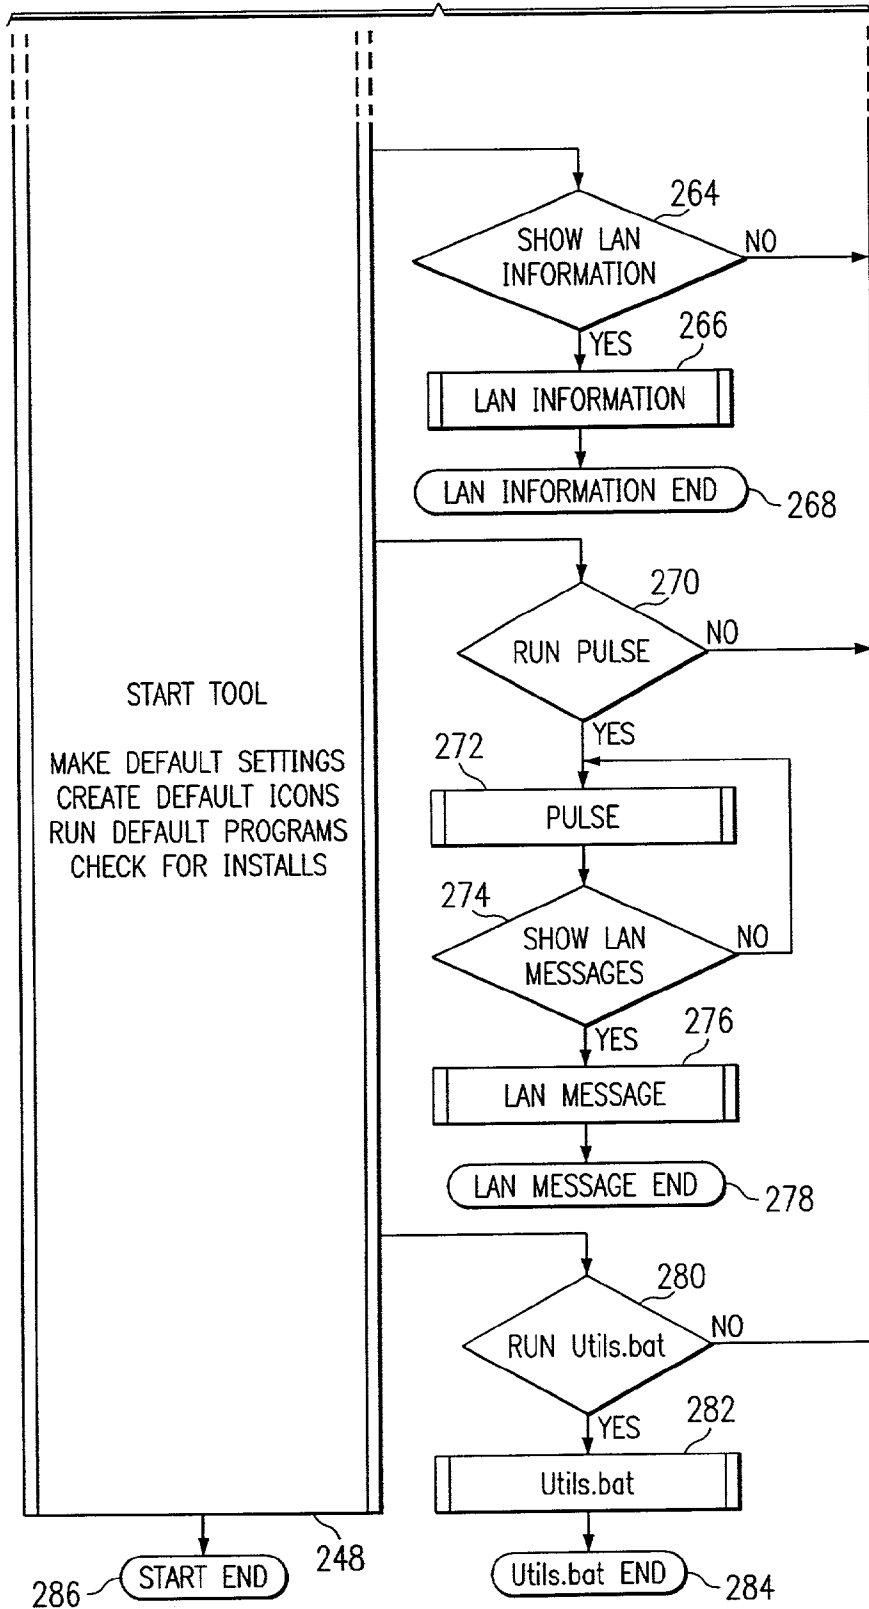 264
SHOW LAN
INFORMATION
NO
YES
266
LAN INFORMATION
LAN INFORMATION END
268
270
RUN PULSE
NO
YES
START TOOL
MAKE DEFAULT SETTINGS
CREATE DEFAULT ICONS
RUN DEFAULT PROGRAMS
CHECK FOR INSTALLS
272
PULSE
274
SHOW LAN
MESSAGES
NO
YES
276
LAN MESSAGE
LAN MESSAGE END
278
280
RUN Utils.bat
NO
YES
282
Utils.bat
248
286
START END
Utils.bat END
284